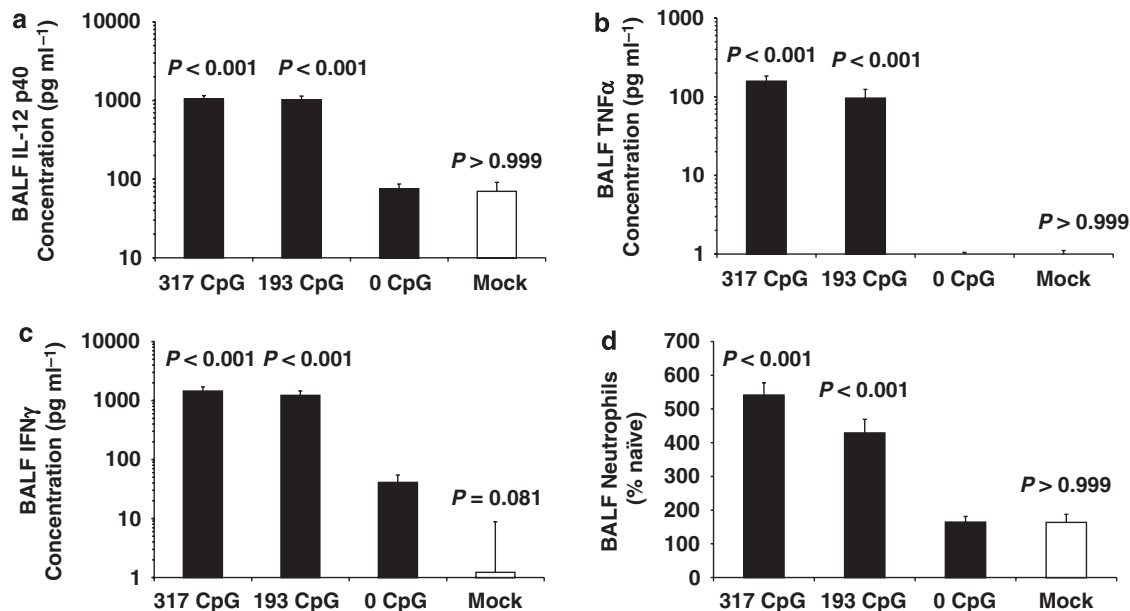 a
BALF IL-12 p40
Concentration (pg ml⁻¹)
10000
1000
100
10
P < 0.001
P < 0.001
P > 0.999
317 CpG
193 CpG
0 CpG
Mock
b
BALF TNFα
Concentration (pg ml⁻¹)
1000
100
10
1
P < 0.001
P < 0.001
P > 0.999
317 CpG
193 CpG
0 CpG
Mock
c
BALF IFNγ
Concentration (pg ml⁻¹)
10000
1000
100
10
1
P < 0.001
P < 0.001
P = 0.081
317 CpG
193 CpG
0 CpG
Mock
d
BALF Neutrophils
(% naïve)
700
600
500
400
300
200
100
0
P < 0.001
P < 0.001
P > 0.999
317 CpG
193 CpG
0 CpG
Mock